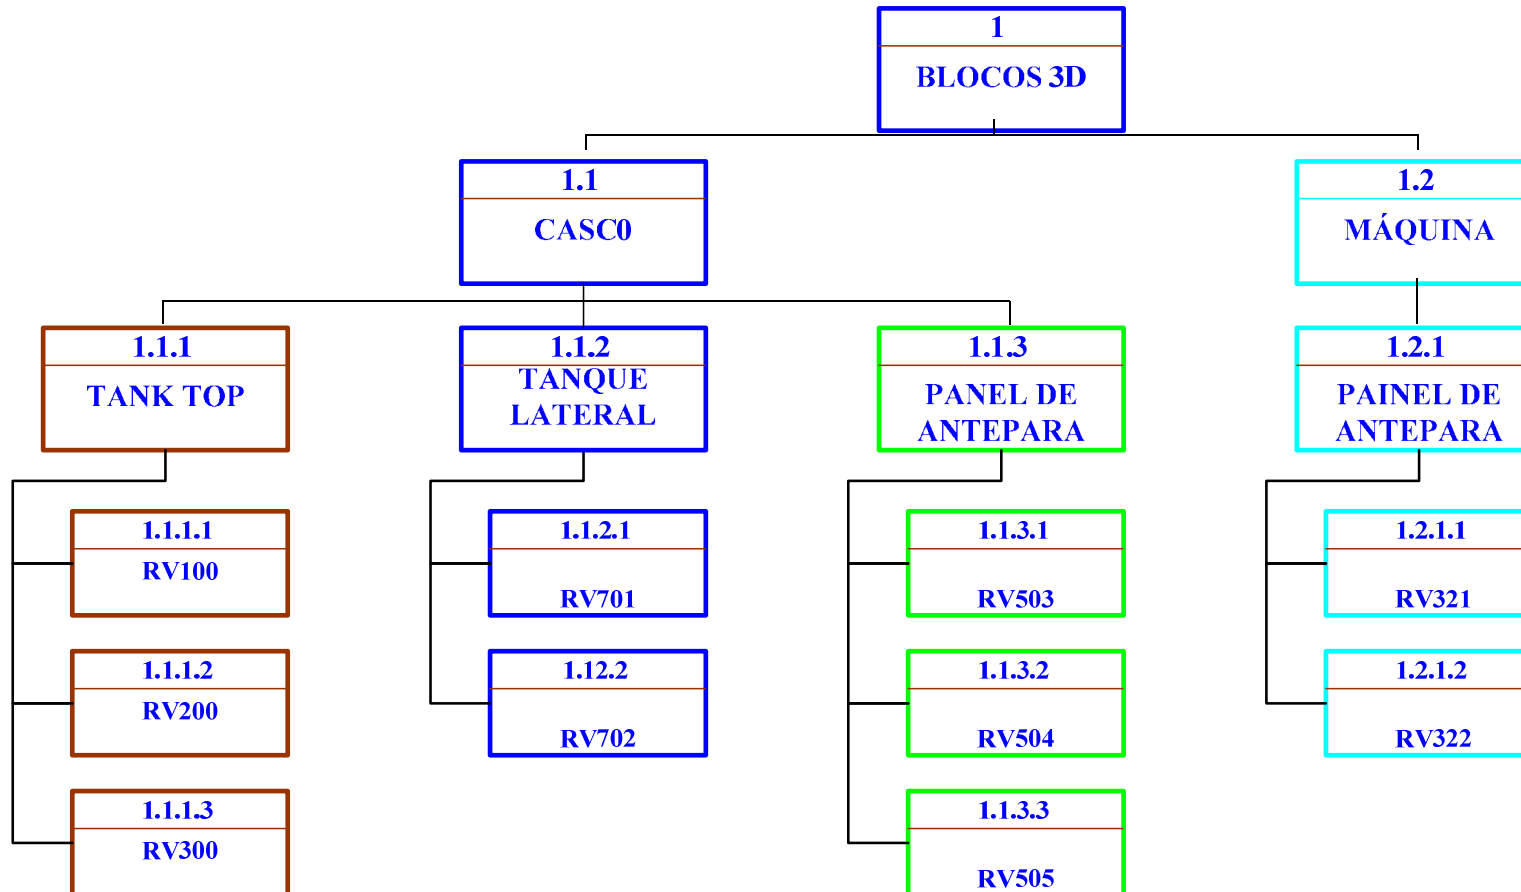 1
BLOCOS 3D
1.1
CASC0
1.2
MÁQUINA
1.1.1
TANK TOP
1.1.2
TANQUE
LATERAL
1.1.3
PANEL DE
ANTEPARA
1.2.1
PAINEL DE
ANTEPARA
1.1.1.1
RV100
1.1.2.1
RV701
1.1.3.1
RV503
1.2.1.1
RV321
1.1.1.2
RV200
1.12.2
RV702
1.1.3.2
RV504
1.2.1.2
RV322
1.1.1.3
RV300
1.1.3.3
RV505